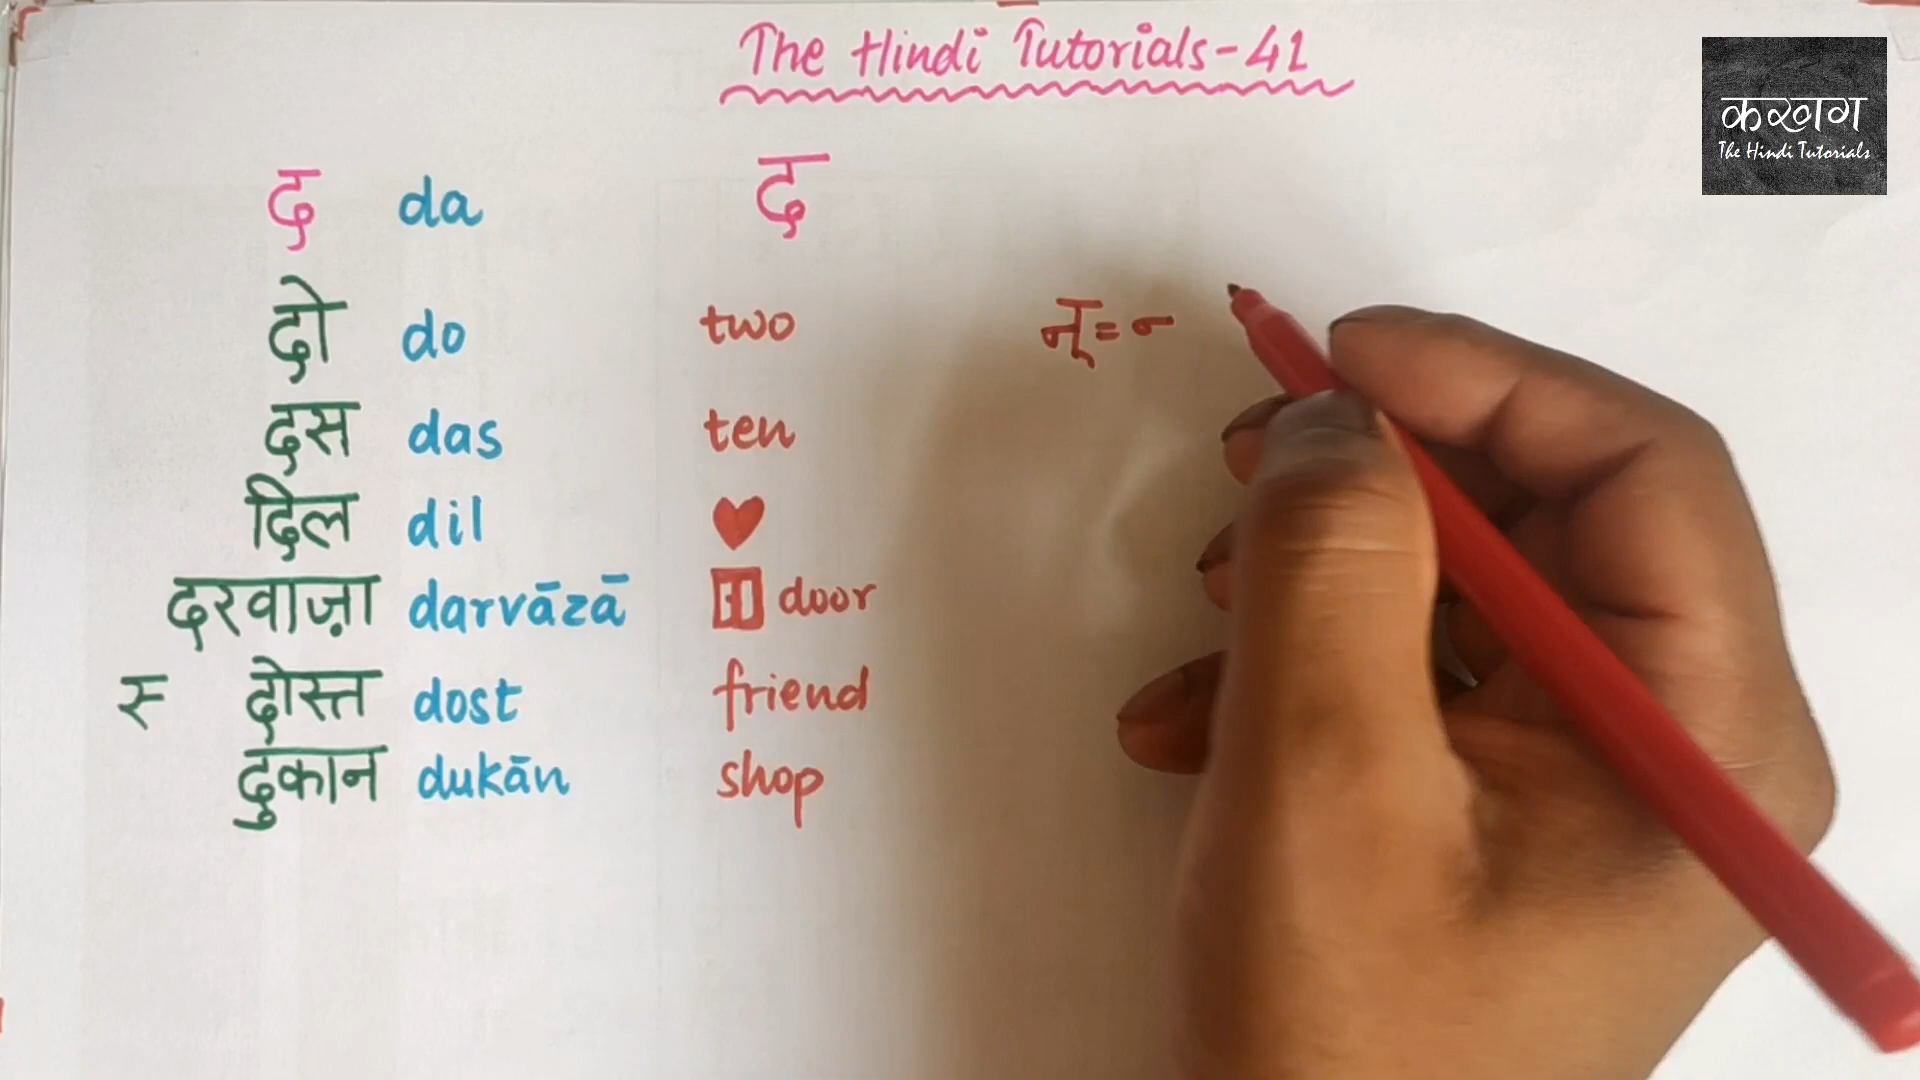 The Hindi Tutorials-41
कखग
The Hindi Tutorials
द da द
दो do two
न् = न्
दस das ten
दिल dil
दरवाज़ा darvāzā door
स् दोस्त dost friend
दुकान dukān shop